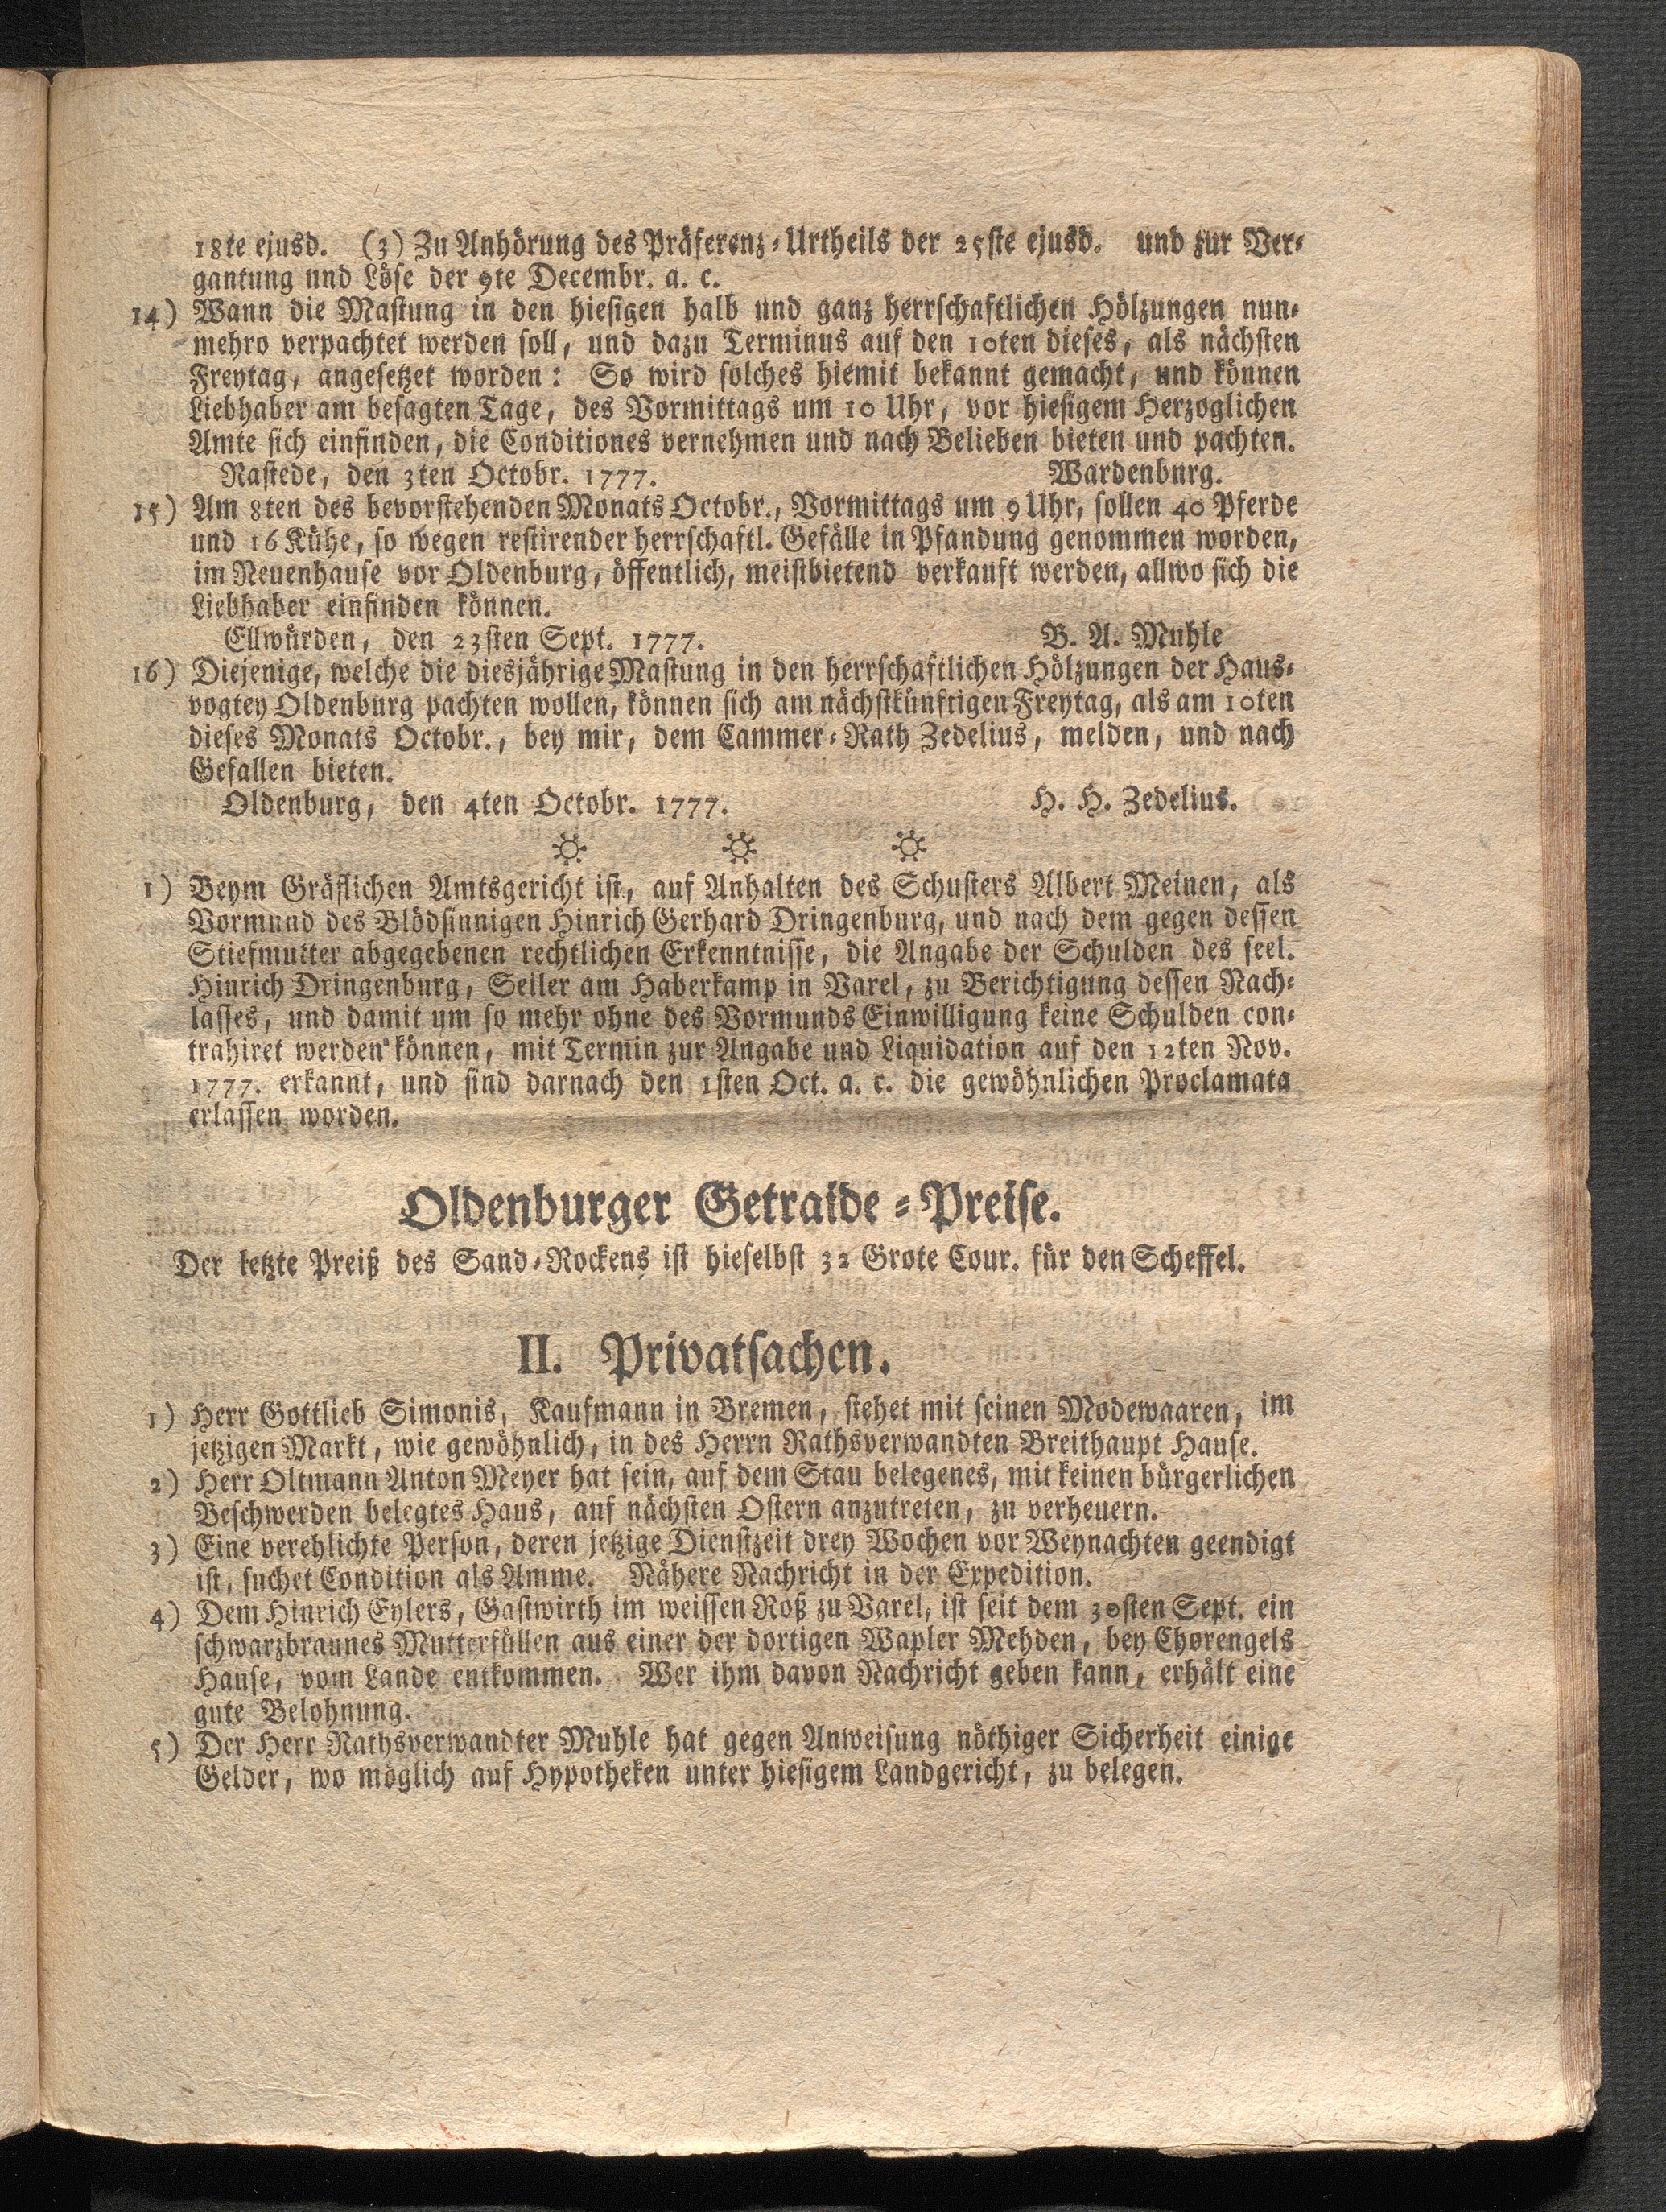 18te ejusd. (3) Zu Anhörung des Präferenz-Urtheils der 25ste ejusd. und zur Ver-
gantung und Löse der 9te Decembr. a. c.
14) Wann die Mastung in den hiesigen halb und ganz herrschaftlichen Hölzungen nun-
mehro verpachtet werden soll, und dazu Terminus auf den 10ten dieses, als nächsten
Freytag, angesetzet worden: So wird solches hiemit bekannt gemacht, und können
Liebhaber am besagten Tage, des Vormittags um 10 Uhr, vor hiesigem Herzoglichen
Amte sich einfinden, die Conditiones vernehmen und nach Belieben bieten und pachten.
Rastede, den 3ten Octobr. 1777. Wardenburg.
15) Am 8ten des bevorstehenden Monats Octobr., Vormittags um 9 Uhr, sollen 40 Pferde
und 16 Kühe, so wegen restirender herrschaftl. Gefälle in Pfandung genommen worden,
im Neuenhause vor Oldenburg, öffentlich, meistbietend verkauft werden, allwo sich die
Liebhaber einfinden können.
Ellwürden, den 23sten Sept. 1777. B. A. Muhle
16) Diejenige, welche die diesjährige Mastung in den herrschaftlichen Hölzungen der Haus-
vogtey Oldenburg pachten wollen, können sich am nächstkünftigen Freytag, als am 10ten
dieses Monats Octobr., bey mir, dem Cammer-Rath Zedelius, melden, und nach
Gefallen bieten.
Oldenburg, den 4ten Octobr. 1777. H. H. Zedelius.
1) Beym Gräflichen Amtsgericht ist, auf Anhalten des Schusters Albert Meinen, als
Vormund des Blödsinnigen Hinrich Gerhard Dringenburg, und nach dem gegen dessen
Stiefmutter abgegebenen rechtlichen Erkenntnisse, die Angabe der Schulden des seel.
Hinrich Dringenburg, Seiler am Haberkamp in Varel, zu Berichtigung dessen Nach-
lasses, und damit um so mehr ohne des Vormunds Einwilligung keine Schulden con-
trahiret werden können, mit Termin zur Angabe und Liquidation auf den 12ten Nov.
1777. erkannt, und sind darnach den 1sten Oct. a. c. die gewöhnlichen Proclamata
erlassen worden.
Oldenburger Getraide-Preise.
Der letzte Preiß des Sand-Rockens ist hieselbst 32 Grote Cour. für den Scheffel.
II. Privatsachen.
1) Herr Gottlieb Simonis, Kaufmann in Bremen, stehet mit seinen Modewaaren, im
jetzigen Markt, wie gewöhnlich, in des Herrn Rathsverwandten Breithaupt Hause.
2) Herr Oltmann Anton Meyer hat sein, auf dem Stau belegenes, mit keinen bürgerlichen
Beschwerden belegtes Haus, auf nächsten Ostern anzutreten, zu verheuern.
3) Eine verehlichte Person, deren jetzige Dienstzeit drey Wochen vor Weynachten geendigt
ist, suchet Condition als Amme. Nähere Nachricht in der Expedition.
4) Dem Hinrich Eylers, Gastwirth im weissen Roß zu Varel, ist seit dem 30sten Sept. ein
schwarzbraunes Mutterfüllen aus einer der dortigen Wapler Mehden, bey Chorengels
Hause, vom Lande entkommen. Wer ihm davon Nachricht geben kann, erhält eine
gute Belohnung.
5) Der Herr Rathsverwandter Muhle hat gegen Anweisung nöthiger Sicherheit einige
Gelder, wo möglich auf Hypotheken unter hiesigem Landgericht, zu belegen.